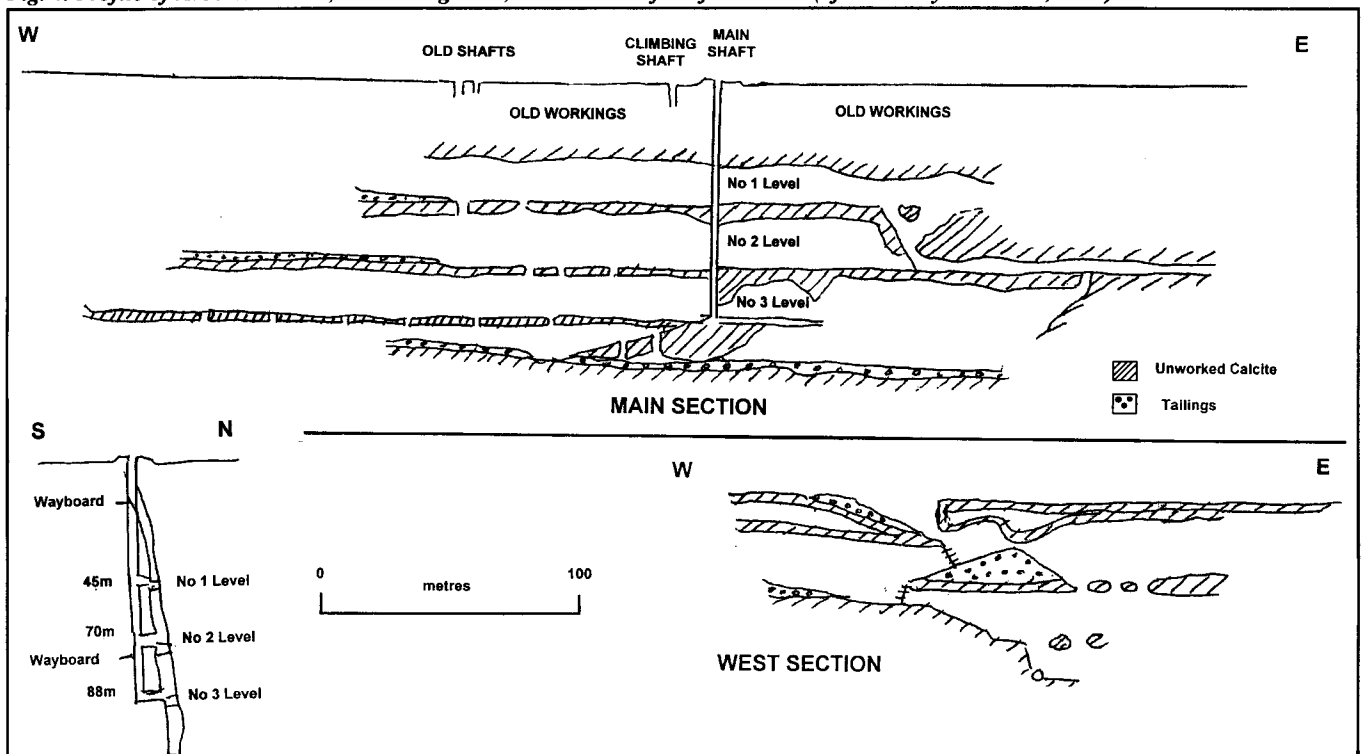 W
OLD SHAFTS
CLIMBING SHAFT
MAIN SHAFT
E
OLD WORKINGS
OLD WORKINGS
No 1 Level
No 2 Level
No 3 Level
Unworked Calcite
Tailings
MAIN SECTION
S
N
Wayboard
45m
No 1 Level
70m
No 2 Level
Wayboard
88m
No 3 Level
0
metres
100
W
E
WEST SECTION